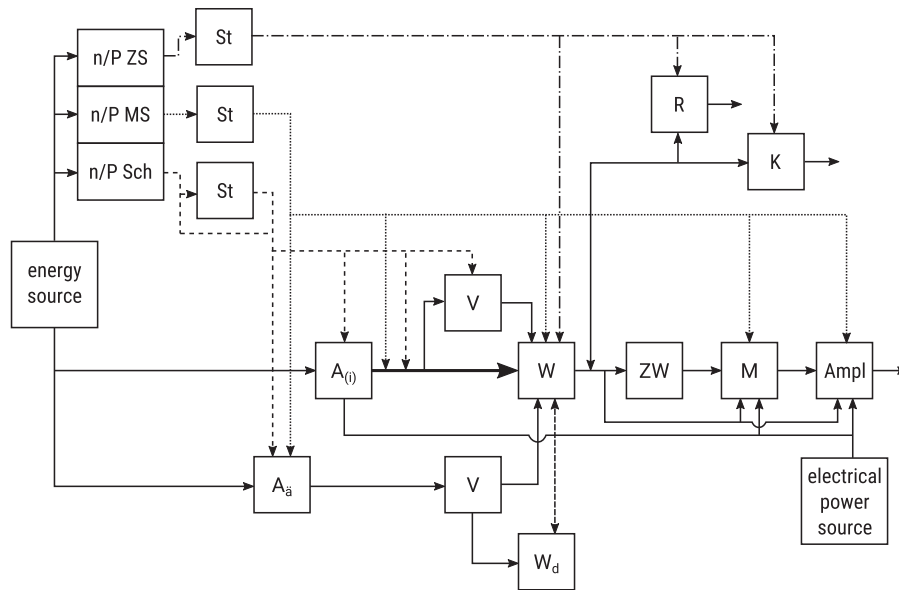 n/P ZS
St
n/P MS
St
n/P Sch
St
R
K
energy
source
V
A(i)
W
ZW
M
Ampl
Aä
V
Wd
electrical
power
source